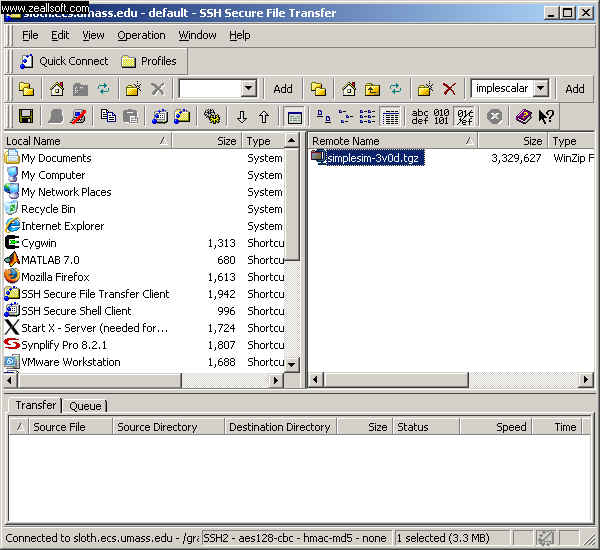 www.zeallsoft.com
sloth.ecs.umass.edu - default - SSH Secure File Transfer
File Edit View Operation Window Help
Quick Connect Profiles
Add implescalar Add
abc def 010 101
Local Name Size Type
My Documents System
My Computer System
My Network Places System
Recycle Bin System
Internet Explorer System
Cygwin 1,313 Shortcu
MATLAB 7.0 680 Shortcu
Mozilla Firefox 1,613 Shortcu
SSH Secure File Transfer Client 1,942 Shortcu
SSH Secure Shell Client 996 Shortcu
Start X - Server (needed for... 1,724 Shortcu
Synplify Pro 8.2.1 1,807 Shortcu
VMware Workstation 1,688 Shortcu
Remote Name Size Type
simplesim-3v0d.tgz 3,329,627 WinZip F
Transfer Queue
Source File Source Directory Destination Directory Size Status Speed Time
Connected to sloth.ecs.umass.edu - /gra SSH2 - aes128-cbc - hmac-md5 - none 1 selected (3.3 MB)